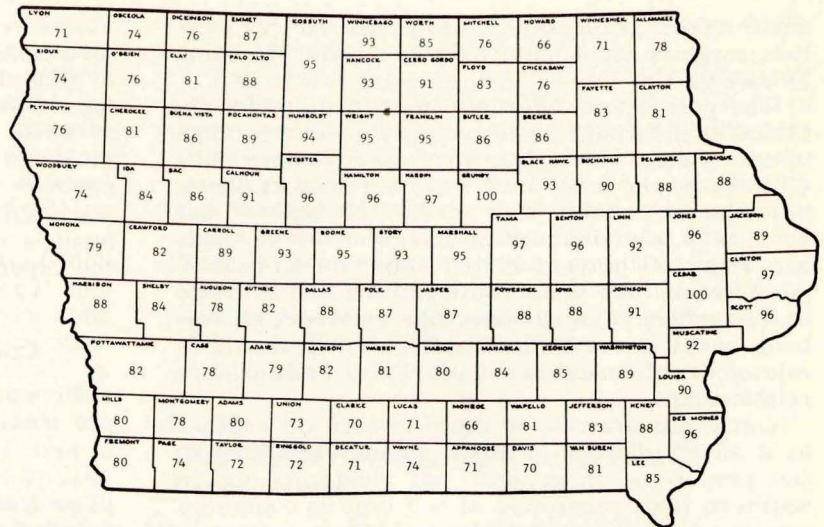 LYON OSCEOLA DICKINSON EMMET KOSSUTH WINNEBAGO WORTH MITCHELL HOWARD WINNESHIEK ALLAMAKEE
71 74 76 87 95 93 85 76 66 71 78
SIOUX O'BRIEN CLAY PALO ALTO HANCOCK CERRO GORDO FLOYD CHICKASAW
74 76 81 88 93 91 83 76
FAYETTE CLAYTON
83 81
PLYMOUTH CHEROKEE BUENA VISTA POCAHONTAS HUMBOLDT WRIGHT FRANKLIN BUTLER BREMER
76 81 86 89 94 95 95 86 86
WOODBURY IDA SAC CALHOUN WEBSTER HAMILTON HARDIN GRUNDY BLACK HAWK BUCHANAN DELAWARE DUBUQUE
74 84 86 91 96 96 97 100 93 90 88 88
MONONA CRAWFORD CARROLL GREENE BOONE STORY MARSHALL TAMA BENTON LINN JONES JACKSON
79 82 89 93 95 93 95 97 96 92 96 89
CLINTON
97
CEDAR
100
HARRISON SHELBY AUDUBON GUTHRIE DALLAS POLK JASPER POWESHIEK IOWA JOHNSON SCOTT
88 84 78 82 88 87 87 88 88 91 96
MUSCATINE
92
POTTAWATTAMIE CASS ADAIR MADISON WARREN MARION MAHASKA KEOKUK WASHINGTON LOUISA
82 78 79 82 81 80 84 85 89 90
MILLS MONTGOMERY ADAMS UNION CLARKE LUCAS MONROE WAPELLO JEFFERSON HENRY DES MOINES
80 78 80 73 70 71 66 81 83 88 96
FREMONT PAGE TAYLOR RINGGOLD DECATUR WAYNE APPANOOSE DAVIS VAN BUREN LEE
80 74 72 72 71 74 71 70 81 85